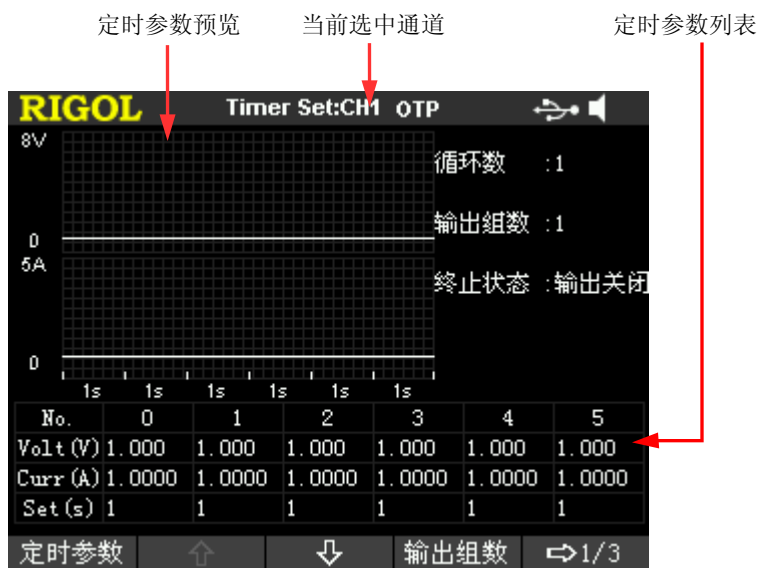 定时参数预览 当前选中通道 定时参数列表
RIGOL Timer Set:CH1 OTP
8V
循环数 :1
输出组数 :1
0
5A
终止状态 :输出关闭
0
1s 1s 1s 1s 1s 1s
No. 0 1 2 3 4 5
Volt(V) 1.000 1.000 1.000 1.000 1.000 1.000
Curr(A) 1.0000 1.0000 1.0000 1.0000 1.0000 1.0000
Set(s) 1 1 1 1 1 1
定时参数 输出组数 1/3